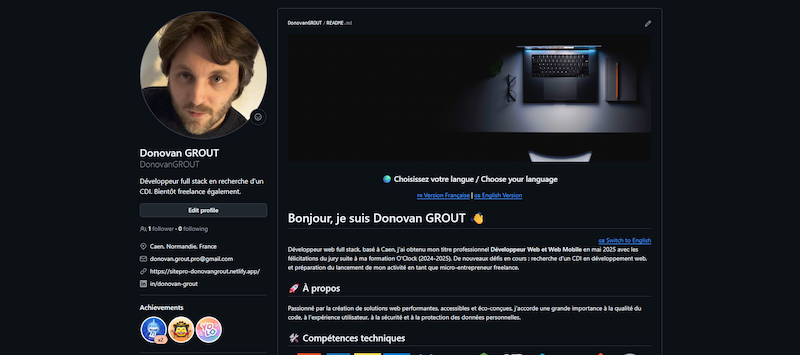 Donovan GROUT
DonovanGROUT
Développeur full stack en recherche d'un
CDI. Bientôt freelance également.
Edit profile
1 follower · 0 following
Caen, Normandie, France
donovan.grout.pro@gmail.com
https://sitepro-donovangrout.netlify.app/
in/donovan-grout
Achievements
x2
YOLO
DonovanGROUT / README.md
Choisissez votre langue / Choose your language
FR Version Française | GB English Version
Bonjour, je suis Donovan GROUT 👋
GB Switch to English
Développeur web full stack, basé à Caen, j'ai obtenu mon titre professionnel Développeur Web et Web Mobile en mai 2025 avec les
félicitations du jury suite à ma formation O'Clock (2024-2025). De nouveaux défis en cours : recherche d'un CDI en développement web,
et préparation du lancement de mon activité en tant que micro-entrepreneur freelance.
🚀 À propos
Passionné par la création de solutions web performantes, accessibles et éco-conçues, j'accorde une grande importance à la qualité du
code, à l'expérience utilisateur, à la sécurité et à la protection des données personnelles.
🛠 Compétences techniques